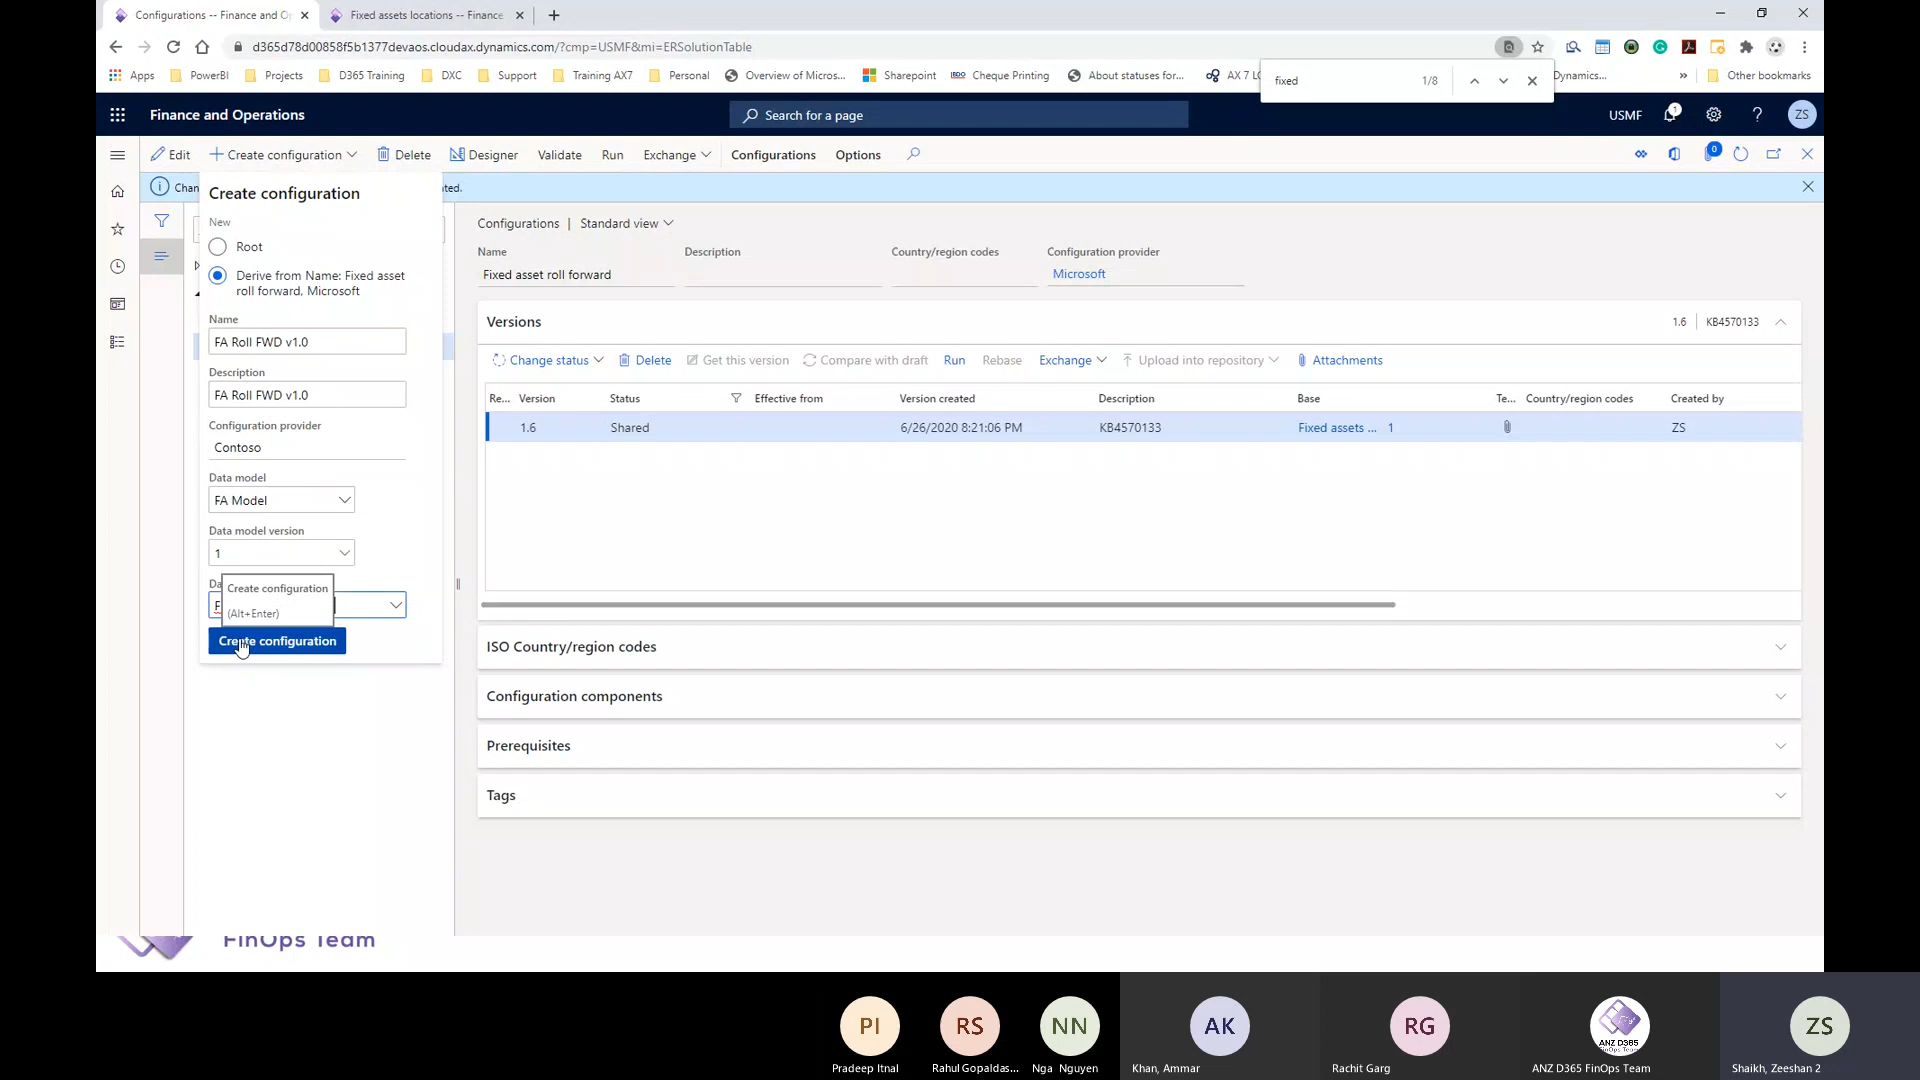 Configurations -- Finance and Op
Fixed assets locations -- Finance
d365d78d00858f5b1377devaos.cloudax.dynamics.com/?cmp=USMF&mi=ERSolutionTable
Apps
PowerBI
Projects
D365 Training
DXC
Support
Training AX7
Personal
Overview of Micros...
Sharepoint
BDO Cheque Printing
About statuses for...
AX 7 LC
Dynamics...
»
Other bookmarks
fixed
1/8
Finance and Operations
Search for a page
USMF
1
?
ZS
Edit
Create configuration
Delete
Designer
Validate
Run
Exchange
Configurations
Options
0
Chan
ted.
Create configuration
New
Root
Derive from Name: Fixed asset
roll forward, Microsoft
Name
FA Roll FWD v1.0
Description
FA Roll FWD v1.0
Configuration provider
Contoso
Data model
FA Model
Data model version
1
Da
F
Create configuration
(Alt+Enter)
Create configuration
Configurations | Standard view
Name
Description
Country/region codes
Configuration provider
Fixed asset roll forward
Microsoft
Versions
1.6
KB4570133
Change status
Delete
Get this version
Compare with draft
Run
Rebase
Exchange
Upload into repository
Attachments
Re...
Version
Status
Effective from
Version created
Description
Base
Te...
Country/region codes
Created by
1.6
Shared
6/26/2020 8:21:06 PM
KB4570133
Fixed assets ...
1
ZS
ISO Country/region codes
Configuration components
Prerequisites
Tags
FinOps Team
PI
RS
NN
AK
RG
ANZ D365
FinOps Team
ZS
Pradeep Itnal
Rahul Gopaldas...
Nga Nguyen
Khan, Ammar
Rachit Garg
ANZ D365 FinOps Team
Shaikh, Zeeshan 2